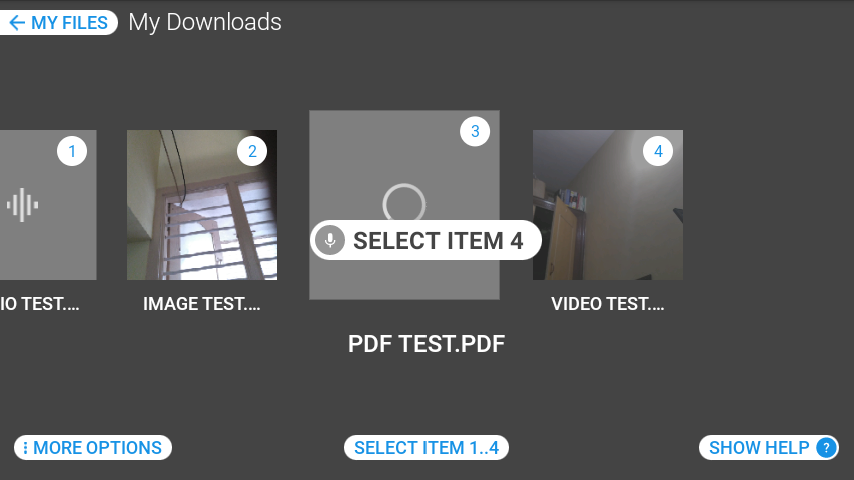 MY FILES
My Downloads
1
2
3
4
SELECT ITEM 4
IO TEST....
IMAGE TEST....
VIDEO TEST....
PDF TEST.PDF
MORE OPTIONS
SELECT ITEM 1..4
SHOW HELP ?